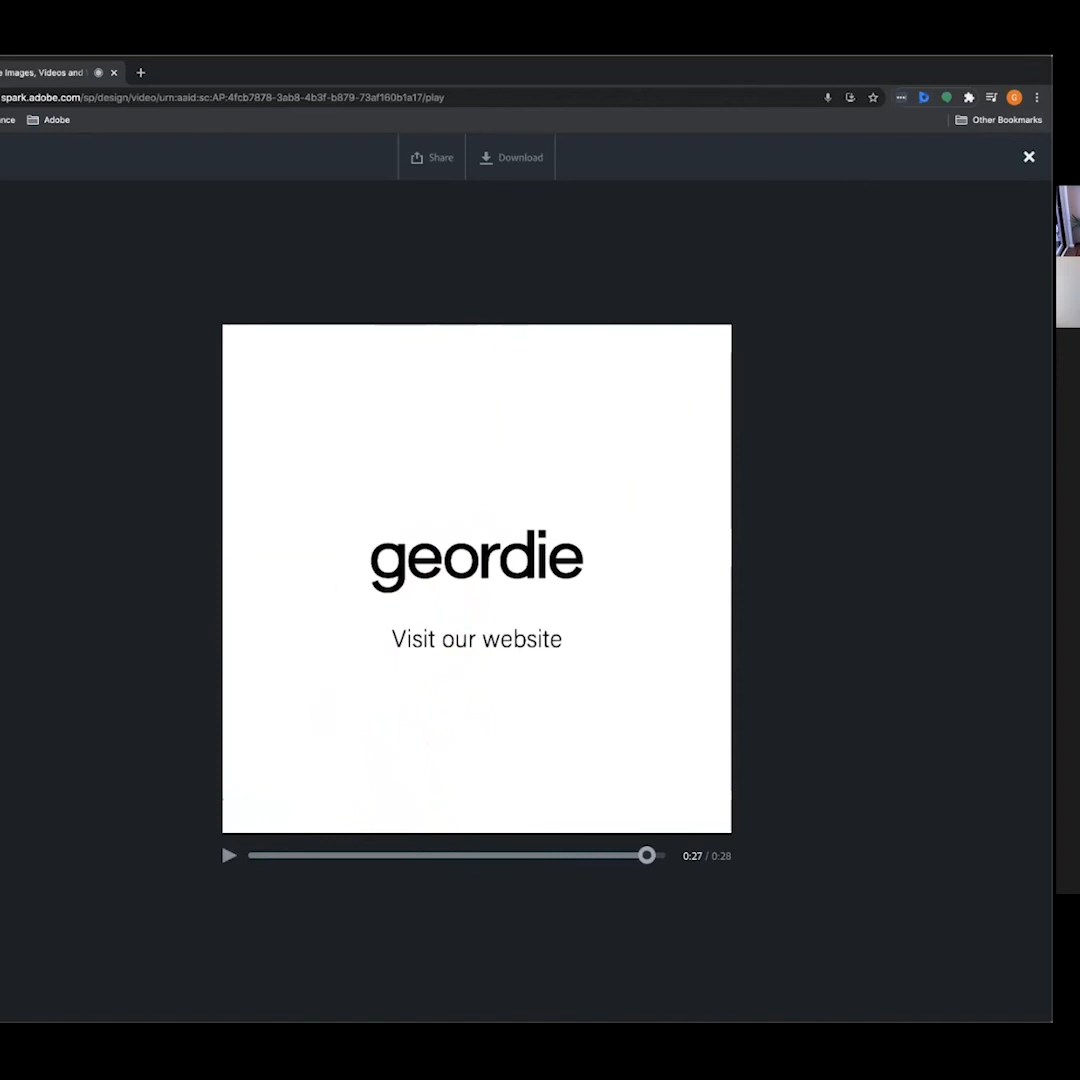 e Images, Videos and
spark.adobe.com/sp/design/video/urn:aaid:sc:AP:4fcb7878-3ab8-4b3f-b879-73af160b1a17/play
G
nce
Adobe
Other Bookmarks
Share
Download
geordie
Visit our website
0:27 / 0:28